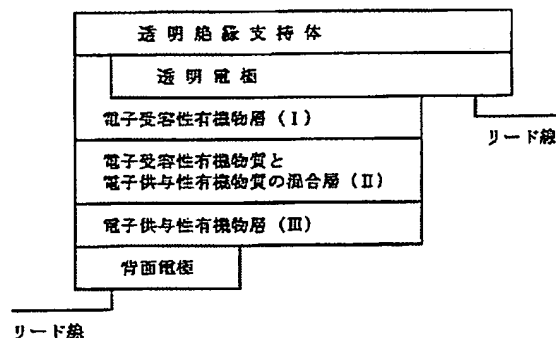 透明絶縁支持体
透明電極
電子受容性有機物層(I)
リード線
電子受容性有機物質と
電子供与性有機物質の混合層(II)
電子供与性有機物層(III)
背面電極
リード線